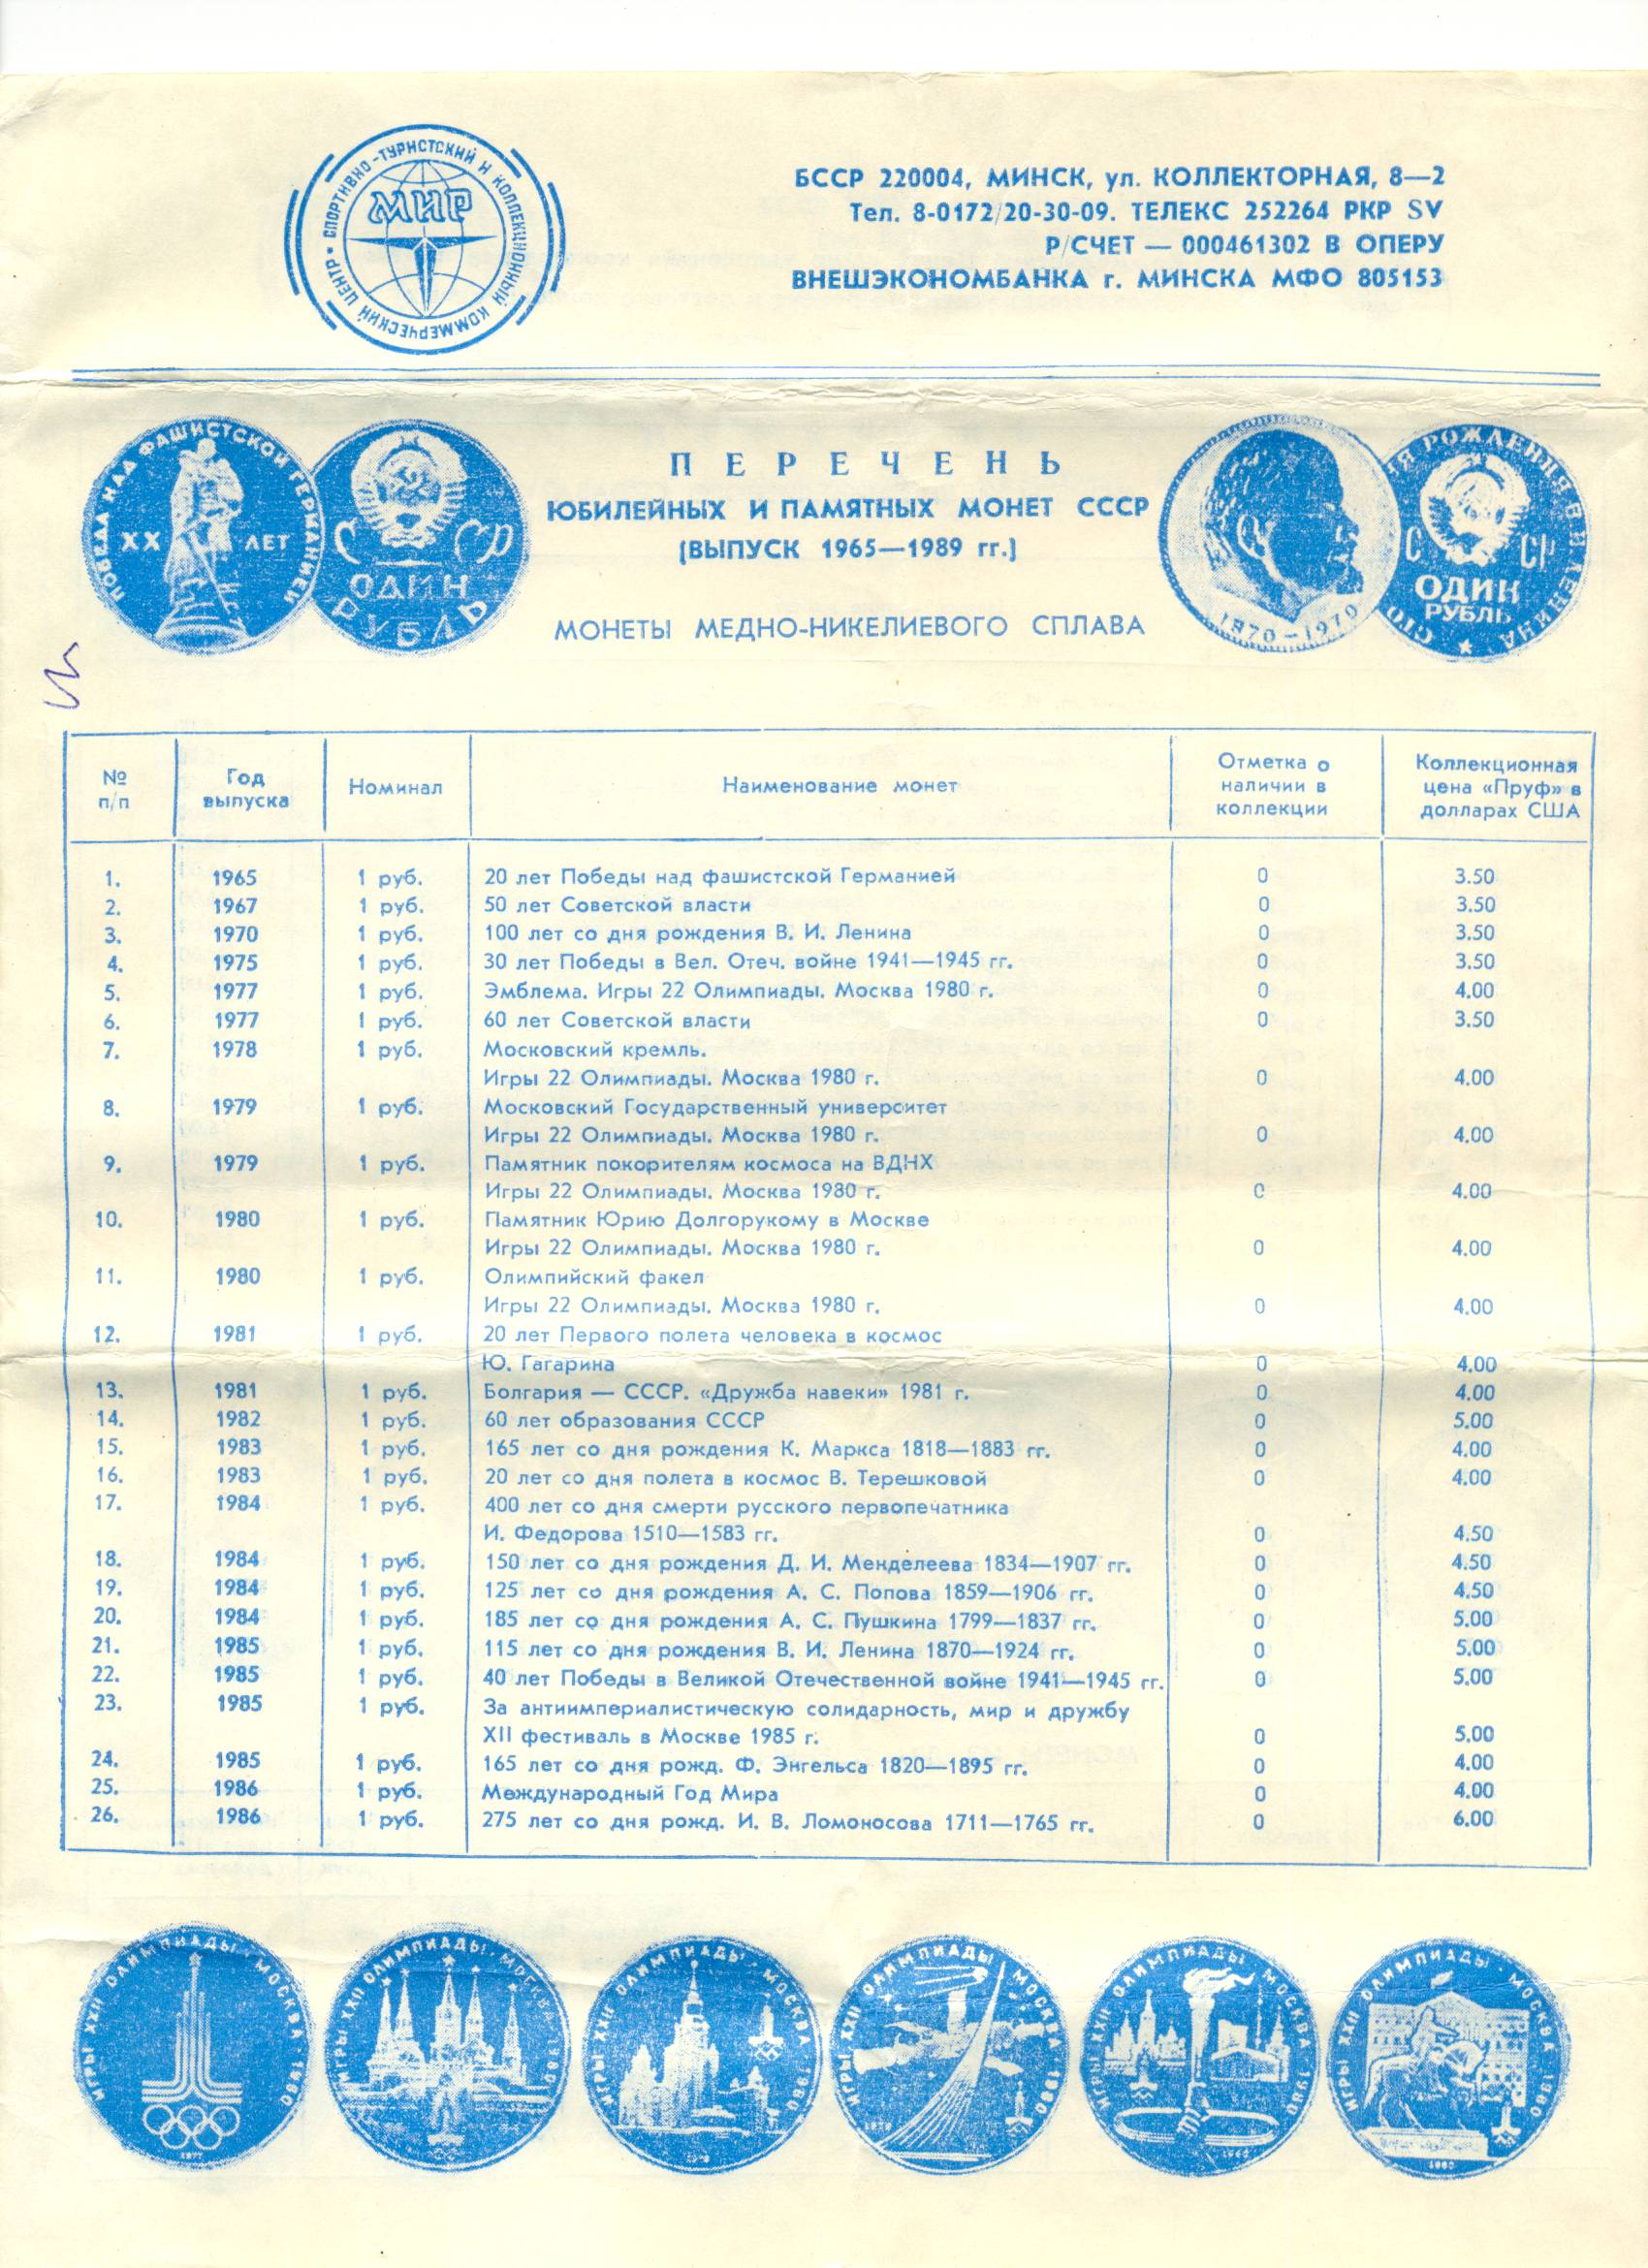 СПОРТИВНО-ТУРИСТСКИЙ И КОЛЛЕКЦИОННЫЙ КОММЕРЧЕСКИЙ ЦЕНТР
МИР
БССР 220004, МИНСК, ул. КОЛЛЕКТОРНАЯ, 8—2
Тел. 8-0172/20-30-09. ТЕЛЕКС 252264 РКР SV
Р/СЧЕТ — 000461302 В ОПЕРУ
ВНЕШЭКОНОМБАНКА г. МИНСКА МФО 805153
ПОБЕДА НАД ФАШИСТСКОЙ ГЕРМАНИЕЙ
XX ЛЕТ
С СР
ОДИН
РУБЛЬ
ПЕРЕЧЕНЬ
ЮБИЛЕЙНЫХ И ПАМЯТНЫХ МОНЕТ СССР
(ВЫПУСК 1965—1989 гг.)
МОНЕТЫ МЕДНО-НИКЕЛИЕВОГО СПЛАВА
1870-1970
СТО ЛЕТ СО ДНЯ РОЖДЕНИЯ В.И.ЛЕНИНА
С СР
ОДИН
РУБЛЬ
№ п/п Год выпуска Номинал Наименование монет Отметка о наличии в коллекции Коллекционная цена «Пруф» в долларах США
1. 1965 1 руб. 20 лет Победы над фашистской Германией 0 3.50
2. 1967 1 руб. 50 лет Советской власти 0 3.50
3. 1970 1 руб. 100 лет со дня рождения В. И. Ленина 0 3.50
4. 1975 1 руб. 30 лет Победы в Вел. Отеч. войне 1941—1945 гг. 0 3.50
5. 1977 1 руб. Эмблема. Игры 22 Олимпиады. Москва 1980 г. 0 4.00
6. 1977 1 руб. 60 лет Советской власти 0 3.50
7. 1978 1 руб. Московский кремль.
Игры 22 Олимпиады. Москва 1980 г. 0 4.00
8. 1979 1 руб. Московский Государственный университет
Игры 22 Олимпиады. Москва 1980 г. 0 4.00
9. 1979 1 руб. Памятник покорителям космоса на ВДНХ
Игры 22 Олимпиады. Москва 1980 г. 0 4.00
10. 1980 1 руб. Памятник Юрию Долгорукому в Москве
Игры 22 Олимпиады. Москва 1980 г. 0 4.00
11. 1980 1 руб. Олимпийский факел
Игры 22 Олимпиады. Москва 1980 г. 0 4.00
12. 1981 1 руб. 20 лет Первого полета человека в космос
Ю. Гагарина 0 4.00
13. 1981 1 руб. Болгария — СССР. «Дружба навеки» 1981 г. 0 4.00
14. 1982 1 руб. 60 лет образования СССР 0 5.00
15. 1983 1 руб. 165 лет со дня рождения К. Маркса 1818—1883 гг. 0 4.00
16. 1983 1 руб. 20 лет со дня полета в космос В. Терешковой 0 4.00
17. 1984 1 руб. 400 лет со дня смерти русского первопечатника
И. Федорова 1510—1583 гг. 0 4.50
18. 1984 1 руб. 150 лет со дня рождения Д. И. Менделеева 1834—1907 гг. 0 4.50
19. 1984 1 руб. 125 лет со дня рождения А. С. Попова 1859—1906 гг. 0 4.50
20. 1984 1 руб. 185 лет со дня рождения А. С. Пушкина 1799—1837 гг. 0 5.00
21. 1985 1 руб. 115 лет со дня рождения В. И. Ленина 1870—1924 гг. 0 5.00
22. 1985 1 руб. 40 лет Победы в Великой Отечественной войне 1941—1945 гг. 0 5.00
23. 1985 1 руб. За антиимпериалистическую солидарность, мир и дружбу
XII фестиваль в Москве 1985 г. 0 5.00
24. 1985 1 руб. 165 лет со дня рожд. Ф. Энгельса 1820—1895 гг. 0 4.00
25. 1986 1 руб. Международный Год Мира 0 4.00
26. 1986 1 руб. 275 лет со дня рожд. И. В. Ломоносова 1711—1765 гг. 0 6.00
ИГРЫ XXII ОЛИМПИАДЫ · МОСКВА · 1980
1977
ИГРЫ XXII ОЛИМПИАДЫ · МОСКВА · 1980
ИГРЫ XXII ОЛИМПИАДЫ · МОСКВА · 1980
ИГРЫ XXII ОЛИМПИАДЫ · МОСКВА · 1980
ИГРЫ XXII ОЛИМПИАДЫ · МОСКВА · 1980
ИГРЫ XXII ОЛИМПИАДЫ · МОСКВА · 1980
1980